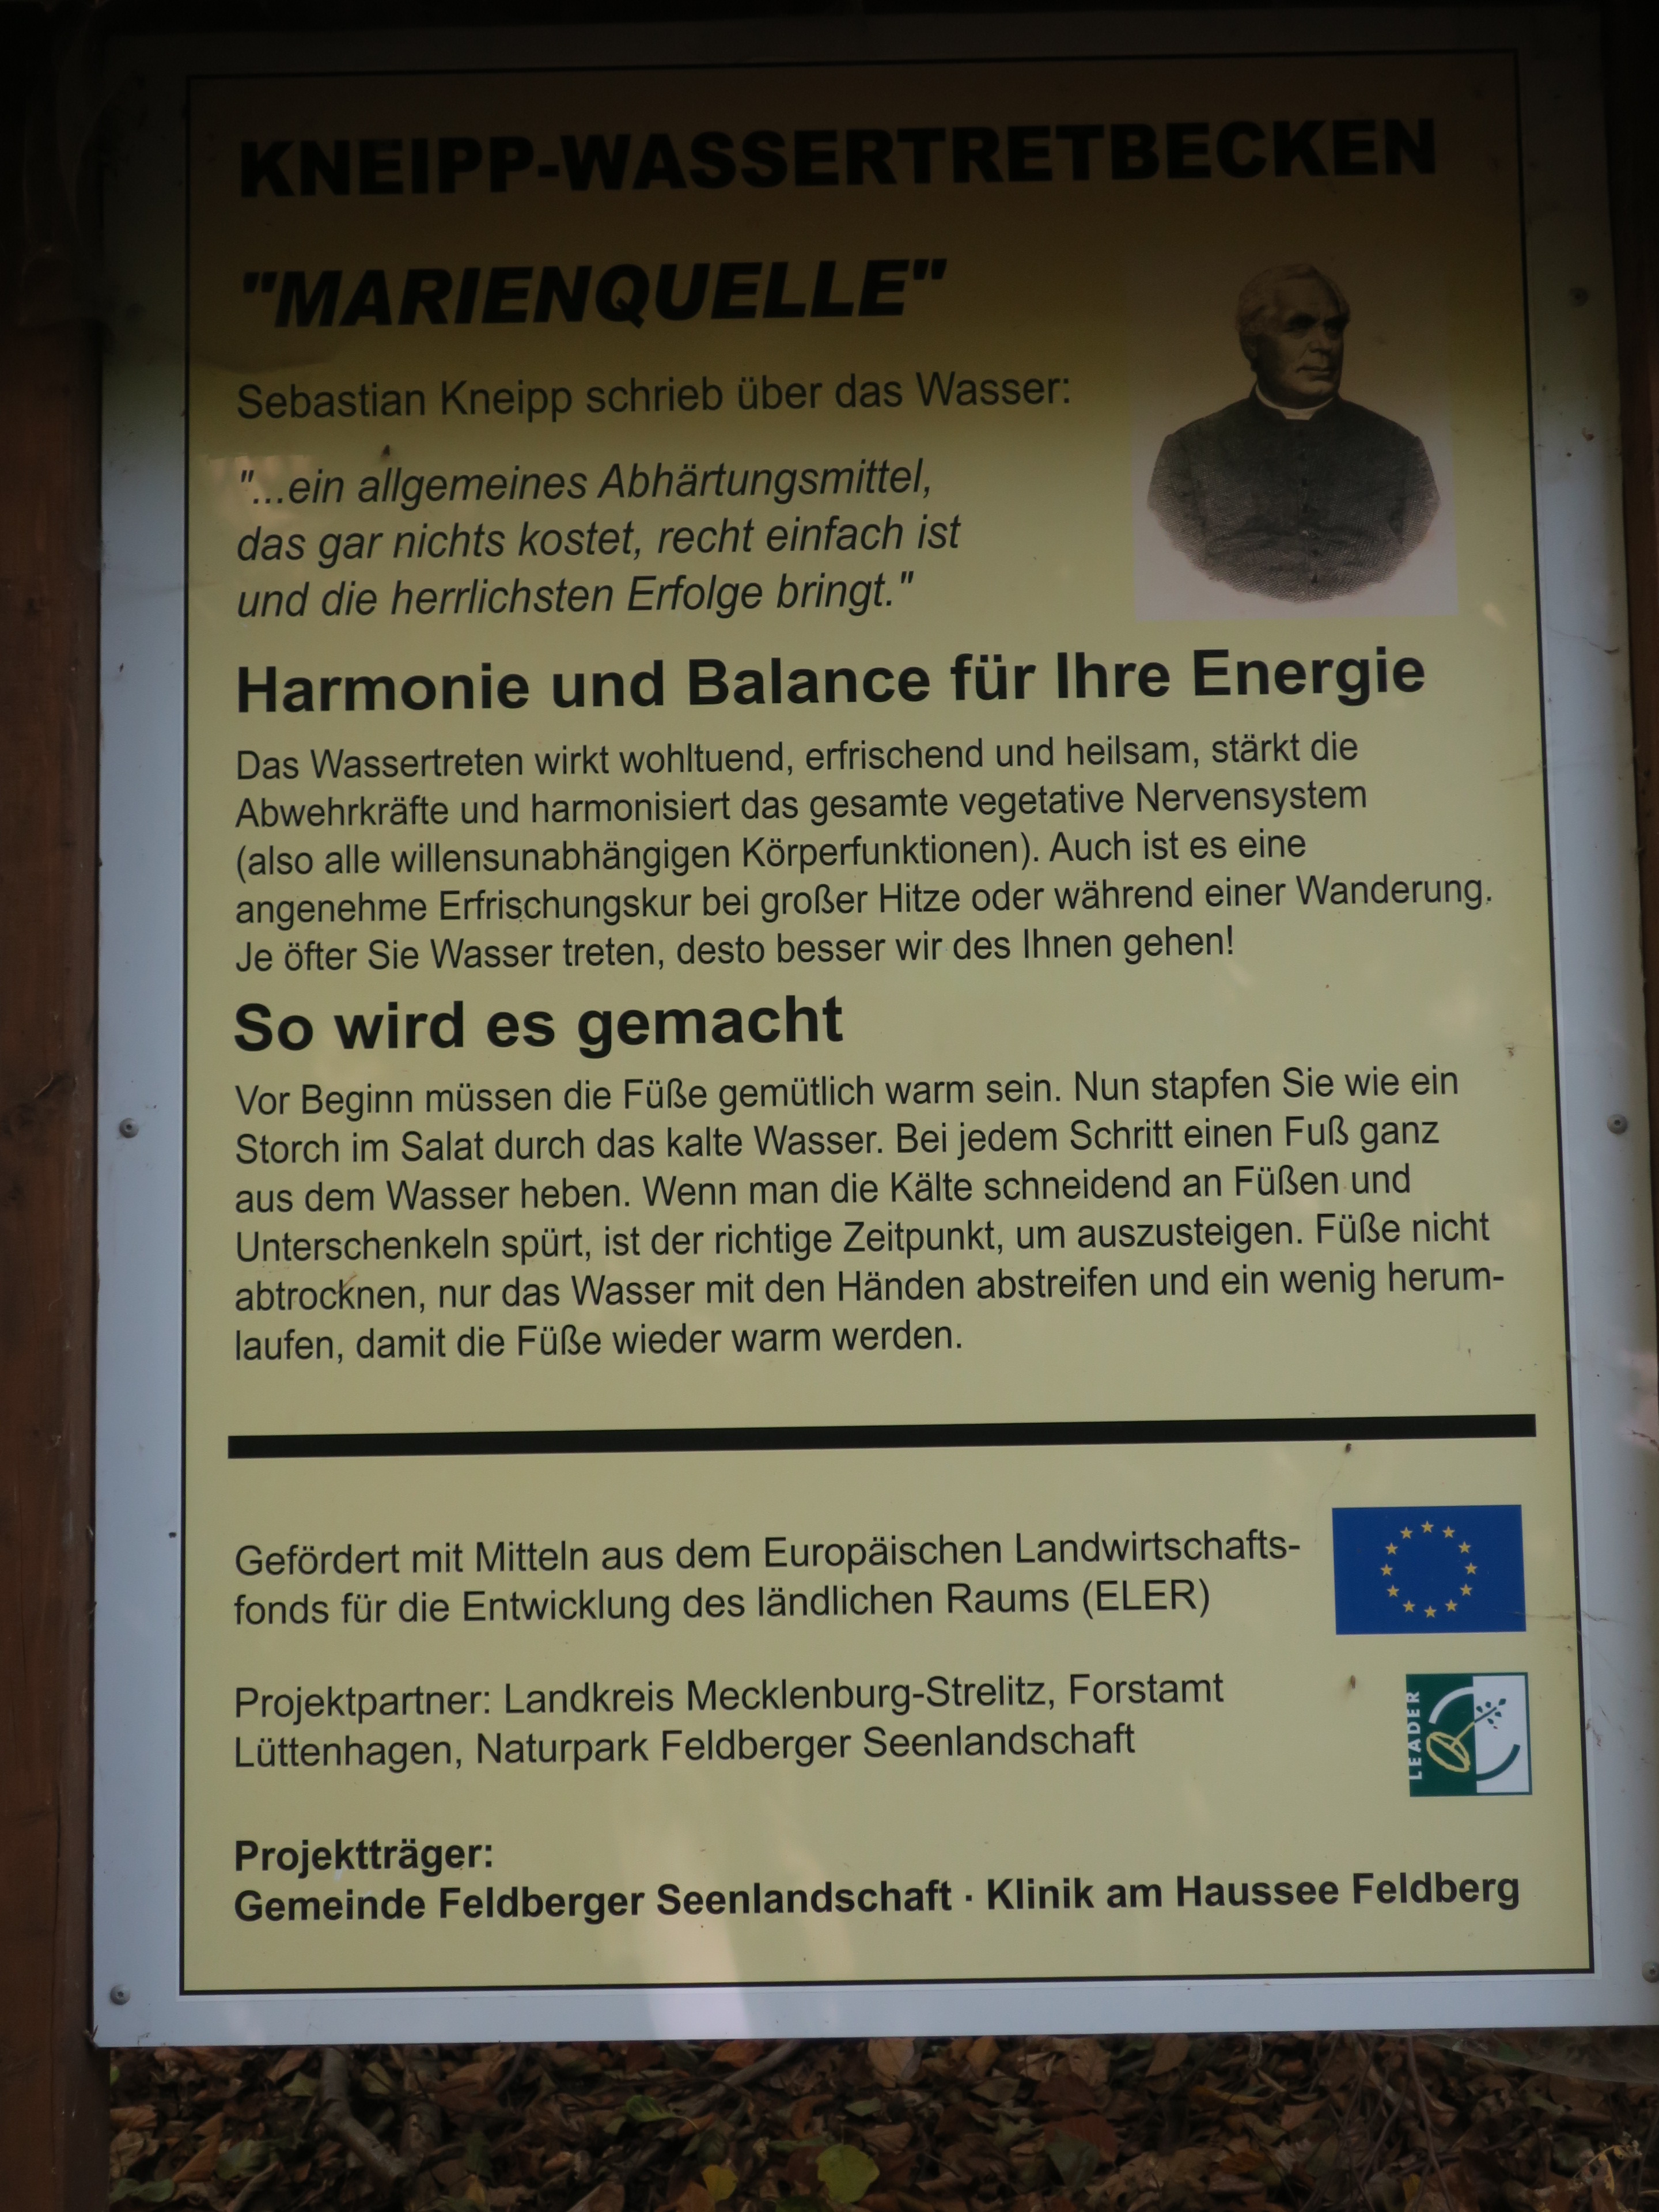 KNEIPP-WASSERTRETBECKEN
"MARIENQUELLE"
Sebastian Kneipp schrieb über das Wasser:
"...ein allgemeines Abhärtungsmittel,
das gar nichts kostet, recht einfach ist
und die herrlichsten Erfolge bringt."
Harmonie und Balance für Ihre Energie
Das Wassertreten wirkt wohltuend, erfrischend und heilsam, stärkt die
Abwehrkräfte und harmonisiert das gesamte vegetative Nervensystem
(also alle willensunabhängigen Körperfunktionen). Auch ist es eine
angenehme Erfrischungskur bei großer Hitze oder während einer Wanderung.
Je öfter Sie Wasser treten, desto besser wir des Ihnen gehen!
So wird es gemacht
Vor Beginn müssen die Füße gemütlich warm sein. Nun stapfen Sie wie ein
Storch im Salat durch das kalte Wasser. Bei jedem Schritt einen Fuß ganz
aus dem Wasser heben. Wenn man die Kälte schneidend an Füßen und
Unterschenkeln spürt, ist der richtige Zeitpunkt, um auszusteigen. Füße nicht
abtrocknen, nur das Wasser mit den Händen abstreifen und ein wenig herum-
laufen, damit die Füße wieder warm werden.
Gefördert mit Mitteln aus dem Europäischen Landwirtschafts-
fonds für die Entwicklung des ländlichen Raums (ELER)
Projektpartner: Landkreis Mecklenburg-Strelitz, Forstamt
Lüttenhagen, Naturpark Feldberger Seenlandschaft
LEADER
Projektträger:
Gemeinde Feldberger Seenlandschaft · Klinik am Haussee Feldberg